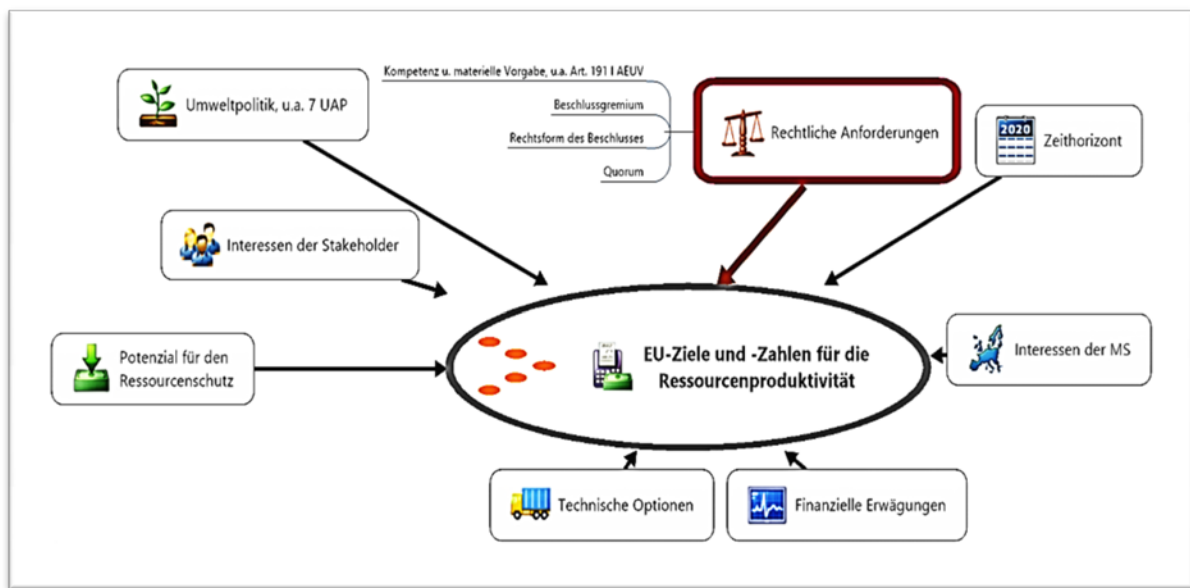 Umweltpolitik, u.a. 7 UAP
Kompetenz u. materielle Vorgabe, u.a. Art. 191 I AEUV
Beschlussgremium
Rechtsform des Beschlusses
Quorum
Rechtliche Anforderungen
2020
Zeithorizont
Interessen der Stakeholder
Potenzial für den
Ressourcenschutz
EU-Ziele und -Zahlen für die
Ressourcenproduktivität
Interessen der MS
Technische Optionen
Finanzielle Erwägungen